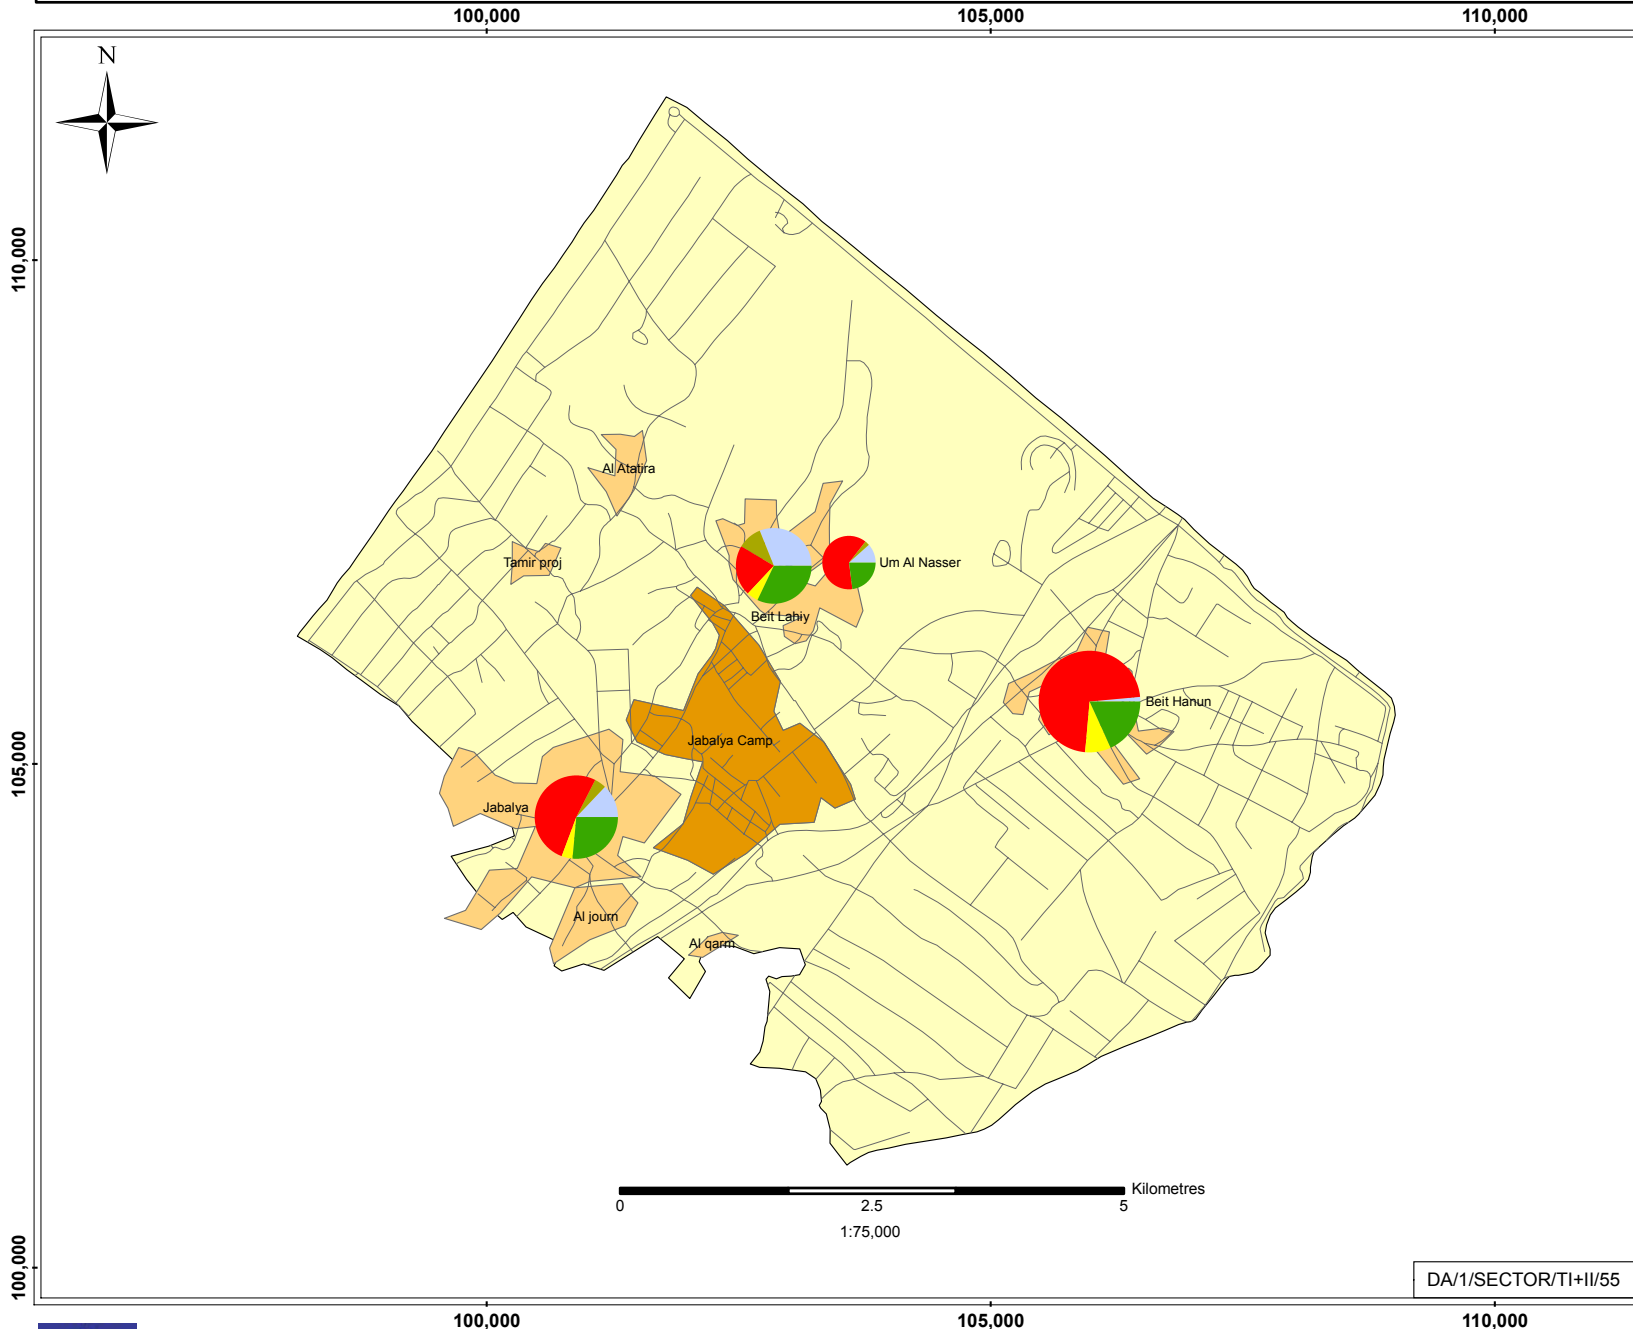 100,000
105,000
110,000
N
110,000
Al Atatira
Tamir proj
Um Al Nasser
Beit Lahiy
Beit Hanun
Jabalya Camp
105,000
Jabalya
Al journ
Al qarm
Kilometres
0
2.5
5
1:75,000
100,000
DA/1/SECTOR/TI+II/55
100,000
105,000
110,000